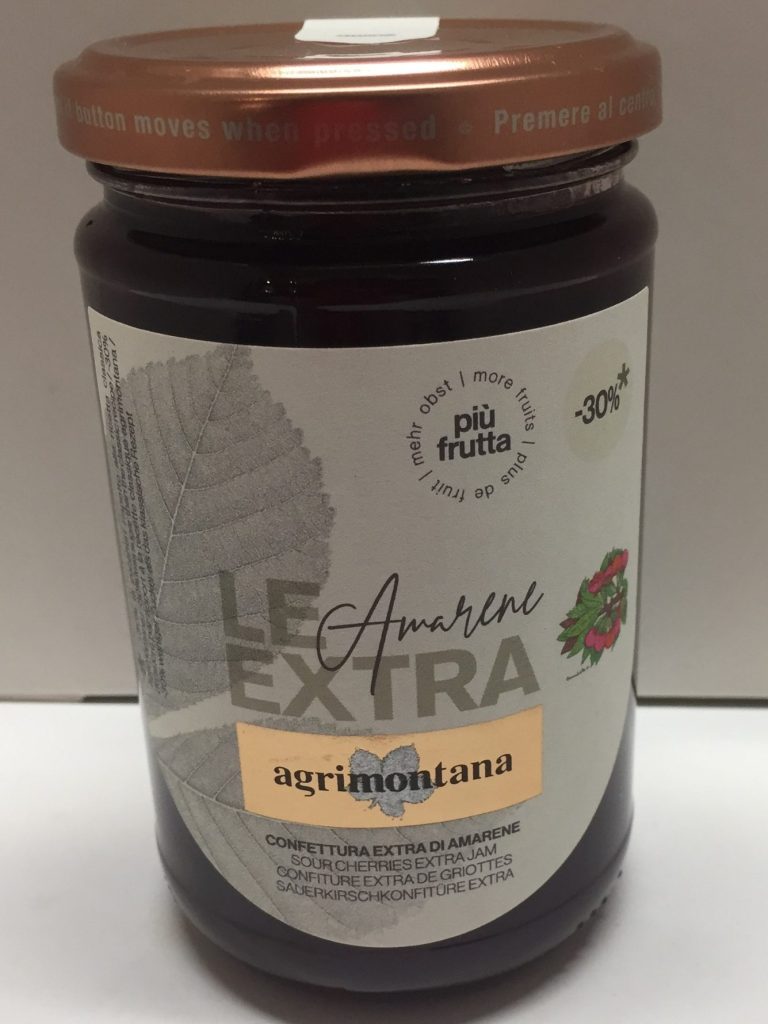 button moves when pressed • Premere al centro
più
frutta
mehr obst | more fruits | plus de fruit |
-30%*
LE
Amarene
EXTRA
agrimontana
CONFETTURA EXTRA DI AMARENE
SOUR CHERRIES EXTRA JAM
CONFITURE EXTRA DE GRIOTTES
SAUERKIRSCHKONFITÜRE EXTRA